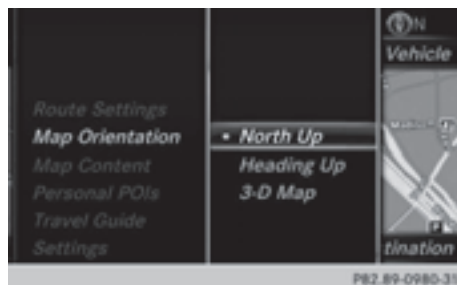 N
Vehicle
Route Settings
Map Orientation
Map Content
Personal POIs
Travel Guide
Settings
• North Up
Heading Up
3-D Map
tination
P82.89-0980-31